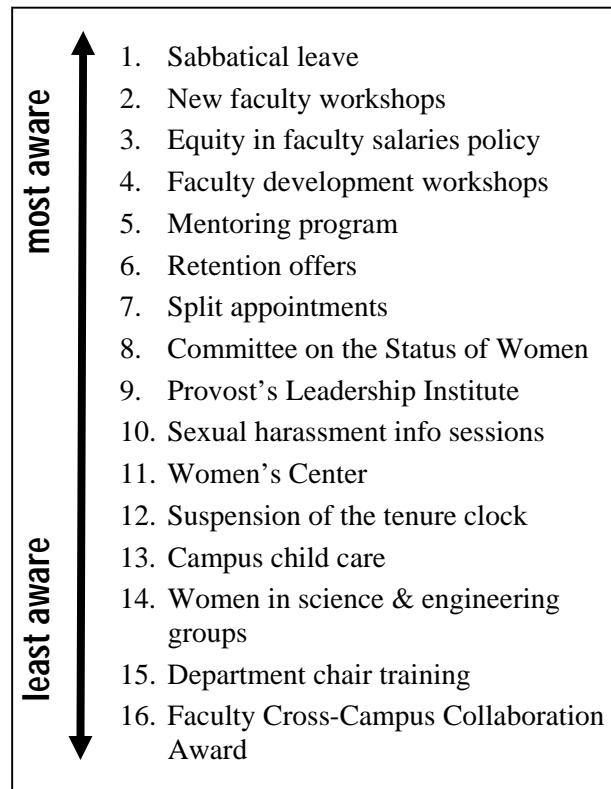 most aware
least aware
1. Sabbatical leave
2. New faculty workshops
3. Equity in faculty salaries policy
4. Faculty development workshops
5. Mentoring program
6. Retention offers
7. Split appointments
8. Committee on the Status of Women
9. Provost’s Leadership Institute
10. Sexual harassment info sessions
11. Women’s Center
12. Suspension of the tenure clock
13. Campus child care
14. Women in science & engineering
groups
15. Department chair training
16. Faculty Cross-Campus Collaboration
Award